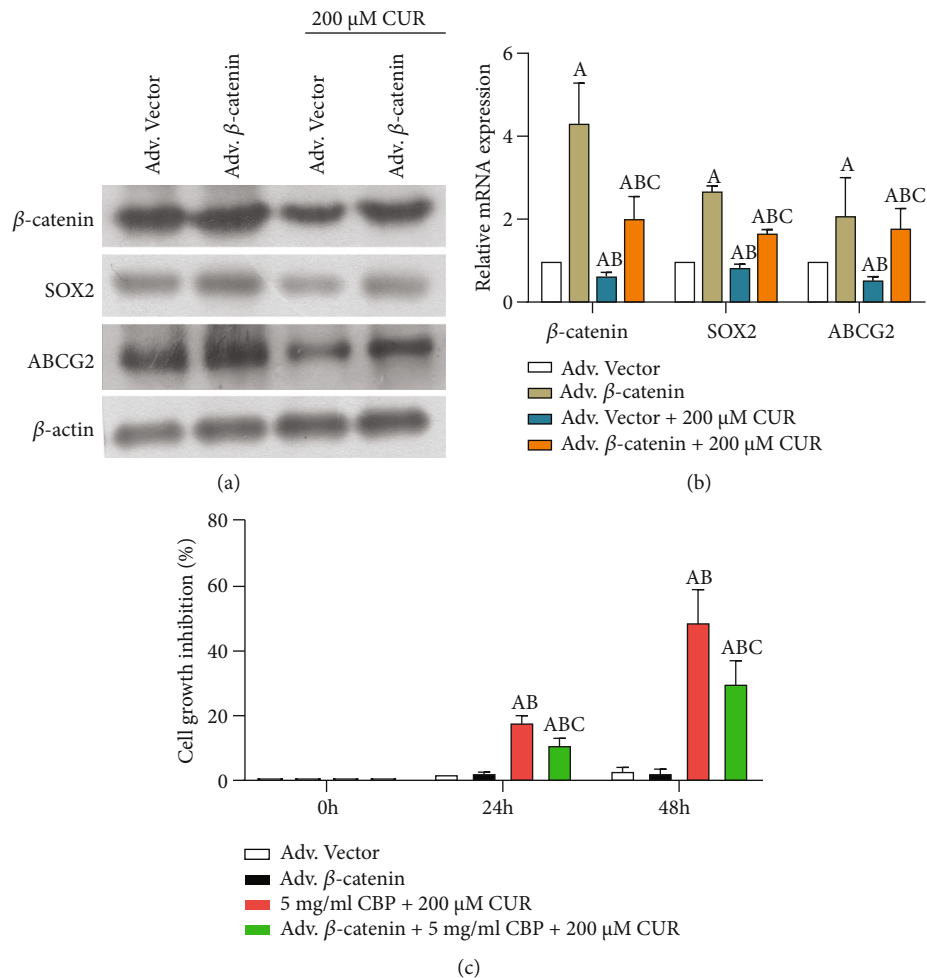 200 μM CUR
Adv. Vector
Adv. β-catenin
Adv. Vector
Adv. β-catenin
β-catenin
SOX2
ABCG2
β-actin
(a)
Relative mRNA expression
6
4
2
0
A
AB
ABC
A
AB
ABC
A
AB
ABC
β-catenin SOX2 ABCG2
Adv. Vector
Adv. β-catenin
Adv. Vector + 200 μM CUR
Adv. β-catenin + 200 μM CUR
(b)
Cell growth inhibition (%)
80
60
40
20
0
AB
ABC
AB
ABC
0h 24h 48h
Adv. Vector
Adv. β-catenin
5 mg/ml CBP + 200 μM CUR
Adv. β-catenin + 5 mg/ml CBP + 200 μM CUR
(c)